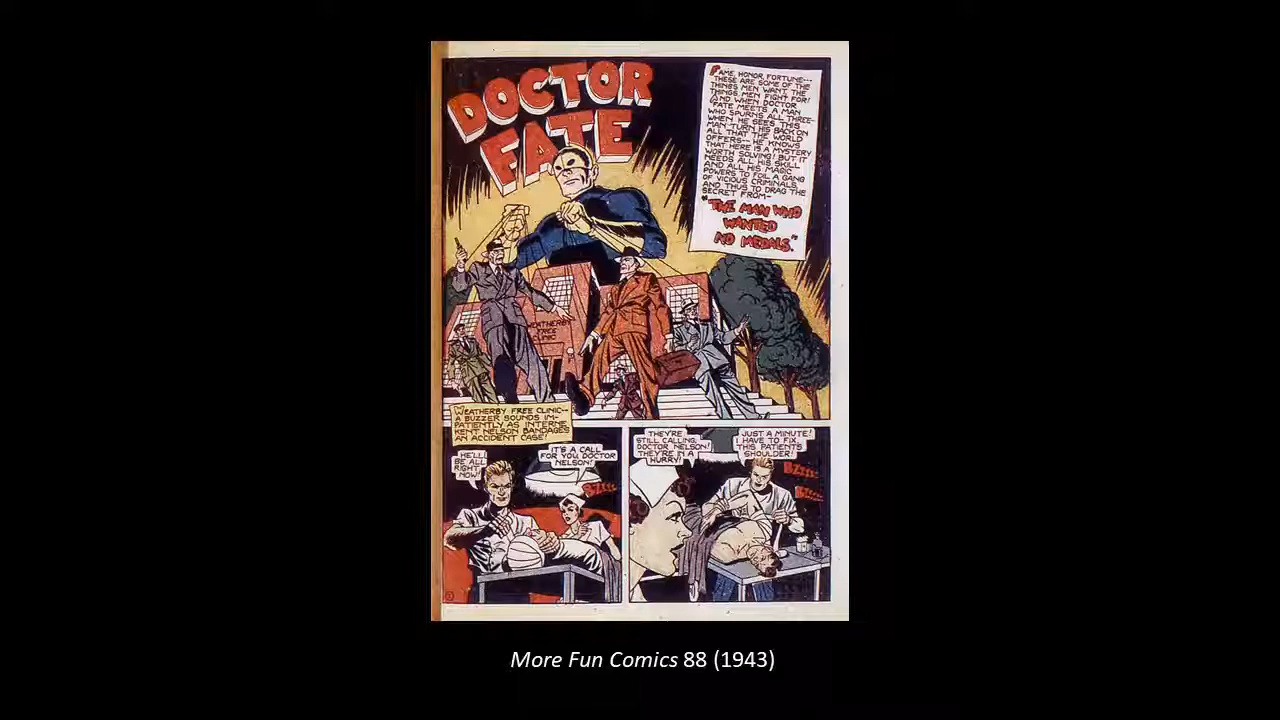 DOCTOR
FATE
FAME, HONOR, FORTUNE---
THESE ARE SOME OF THE
THINGS MEN WANT, THE
THINGS MEN FIGHT FOR!
AND WHEN DOCTOR
FATE MEETS A MAN
WHO SPURNS ALL THREE--
WHEN HE SEES THIS
MAN TURN HIS BACK ON
ALL THAT THE WORLD
OFFERS-- HE KNOWS
THAT HERE IS A MYSTERY
WORTH SOLVING! BUT IT
NEEDS ALL HIS SKILL
AND ALL HIS MAGIC
POWERS TO FOIL A GANG
OF VICIOUS CRIMINALS,
AND THUS TO DRAG THE
SECRET FROM--
"THE MAN WHO
WANTED
NO MEDALS."
WEATHERBY
FREE
CLINIC
WEATHERBY FREE CLINIC--
A BUZZER SOUNDS IM-
PATIENTLY AS INTERNE
KENT NELSON BANDAGES
AN ACCIDENT CASE!
HE'LL
BE ALL
RIGHT,
NOW!
IT'S A CALL
FOR YOU, DOCTOR
NELSON!
BZZZZ
THEY'RE
STILL CALLING,
DOCTOR NELSON!
THEY'RE IN A
HURRY!
JUST A MINUTE!
I HAVE TO FIX
THIS PATIENT'S
SHOULDER!
More Fun Comics 88 (1943)